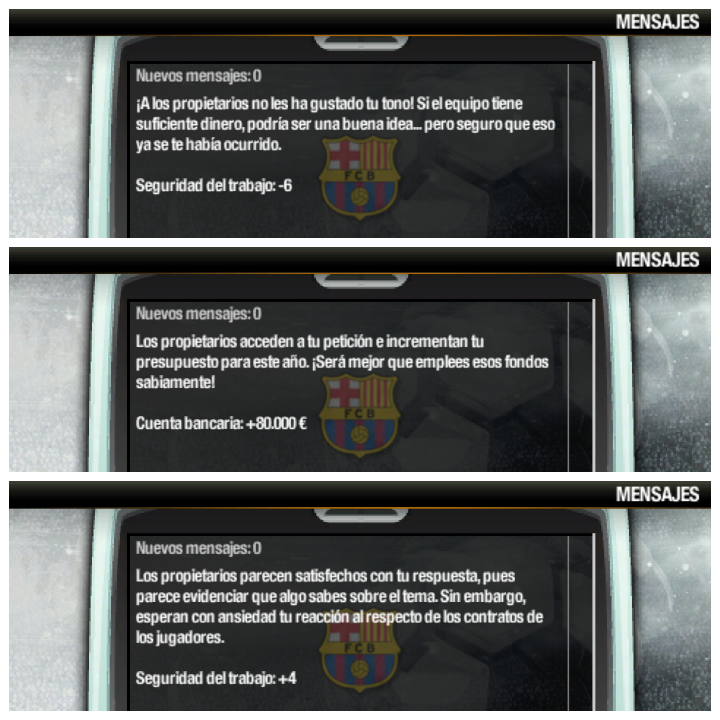 MENSAJES
Nuevos mensajes: 0
¡A los propietarios no les ha gustado tu tono! Si el equipo tiene
suficiente dinero, podría ser una buena idea... pero seguro que eso
ya se te había ocurrido.
FCB
Seguridad del trabajo: -6
MENSAJES
Nuevos mensajes: 0
Los propietarios acceden a tu petición e incrementan tu
presupuesto para este año. ¡Será mejor que emplees esos fondos
sabiamente!
FCB
Cuenta bancaria: +80.000 €
MENSAJES
Nuevos mensajes: 0
Los propietarios parecen satisfechos con tu respuesta, pues
parece evidenciar que algo sabes sobre el tema. Sin embargo,
esperan con ansiedad tu reacción al respecto de los contratos de
los jugadores.
FCB
Seguridad del trabajo: +4